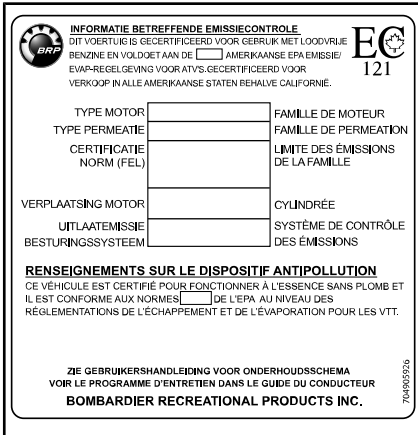 BRP
INFORMATIE BETREFFENDE EMISSIECONTROLE
DIT VOERTUIG IS GECERTIFICEERD VOOR GEBRUIK MET LOODVRIJE
BENZINE EN VOLDOET AAN DE AMERIKAANSE EPA EMISSIE/
EVAP-REGELGEVING VOOR ATV'S.GECERTIFICEERD VOOR
VERKOOP IN ALLE AMERIKAANSE STATEN BEHALVE CALIFORNIË.
EC
121
TYPE MOTOR FAMILLE DE MOTEUR
TYPE PERMEATIE FAMILLE DE PERMEATION
CERTIFICATIE LIMITE DES ÉMISSIONS
NORM (FEL) DE LA FAMILLE
VERPLAATSING MOTOR CYLINDRÉE
UITLAATEMISSIE SYSTÈME DE CONTRÔLE
BESTURINGSSYSTEEM DES ÉMISSIONS
RENSEIGNEMENTS SUR LE DISPOSITIF ANTIPOLLUTION
CE VÉHICULE EST CERTIFIÉ POUR FONCTIONNER À L'ESSENCE SANS PLOMB ET
IL EST CONFORME AUX NORMES DE L'EPA AU NIVEAU DES
RÉGLEMENTATIONS DE L'ÉCHAPPEMENT ET DE L'ÉVAPORATION POUR LES VTT.
ZIE GEBRUIKERSHANDLEIDING VOOR ONDERHOUDSSCHEMA
VOIR LE PROGRAMME D'ENTRETIEN DANS LE GUIDE DU CONDUCTEUR
BOMBARDIER RECREATIONAL PRODUCTS INC.
704905926